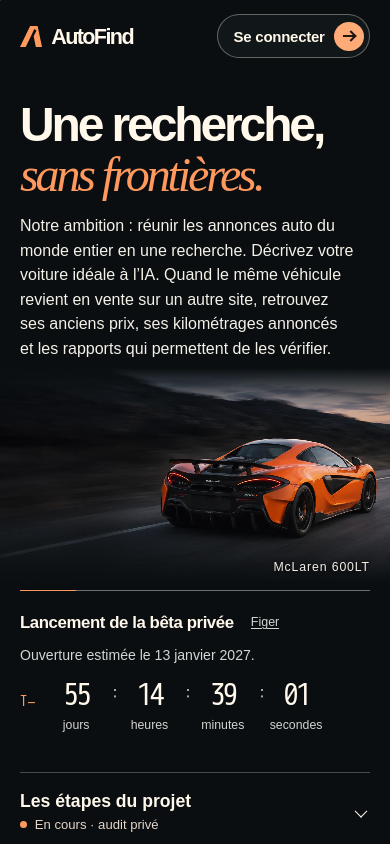 AutoFind
Se connecter
Une recherche,
sans frontières.
Notre ambition : réunir les annonces auto du
monde entier en une recherche. Décrivez votre
voiture idéale à l’IA. Quand le même véhicule
revient en vente sur un autre site, retrouvez
ses anciens prix, ses kilométrages annoncés
et les rapports qui permettent de les vérifier.
McLaren 600LT
Lancement de la bêta privée Figer
Ouverture estimée le 13 janvier 2027.
T– 55 : 14 : 39 : 01
jours heures minutes secondes
Les étapes du projet
En cours · audit privé